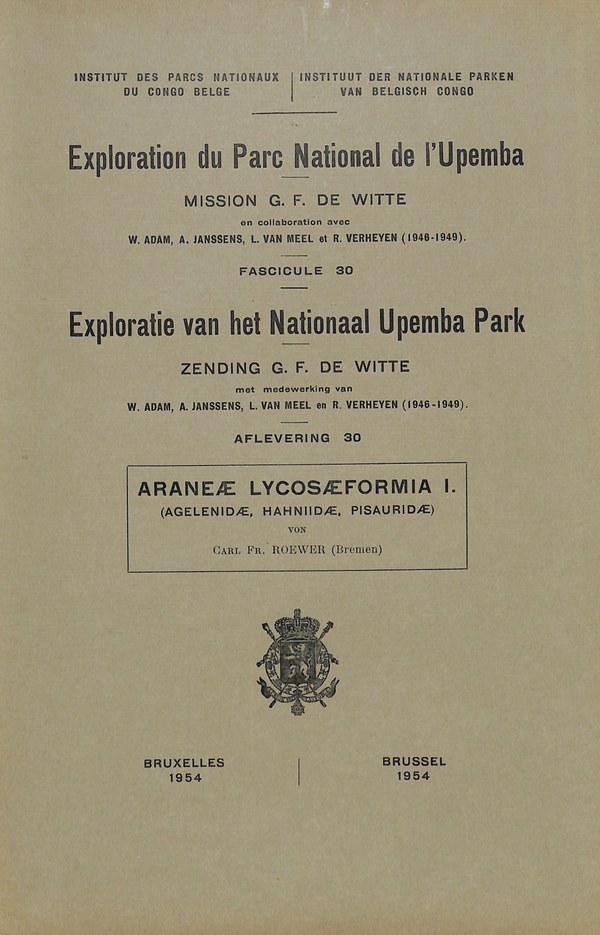 INSTITUT DES PARCS NATIONAUX
DU CONGO BELGE
INSTITUUT DER NATIONALE PARKEN
VAN BELGISCH CONGO
Exploration du Parc National de l'Upemba
MISSION G. F. DE WITTE
en collaboration avec
W. ADAM, A. JANSSENS, L. VAN MEEL et R. VERHEYEN (1946-1949).
FASCICULE 30
Exploratie van het Nationaal Upemba Park
ZENDING G. F. DE WITTE
met medewerking van
W. ADAM, A. JANSSENS, L. VAN MEEL en R. VERHEYEN (1946-1949).
AFLEVERING 30
ARANEÆ LYCOSÆFORMIA I.
(AGELENIDÆ, HAHNIIDÆ, PISAURIDÆ)
VON
CARL FR. ROEWER (Bremen)
BRUXELLES
1954
BRUSSEL
1954